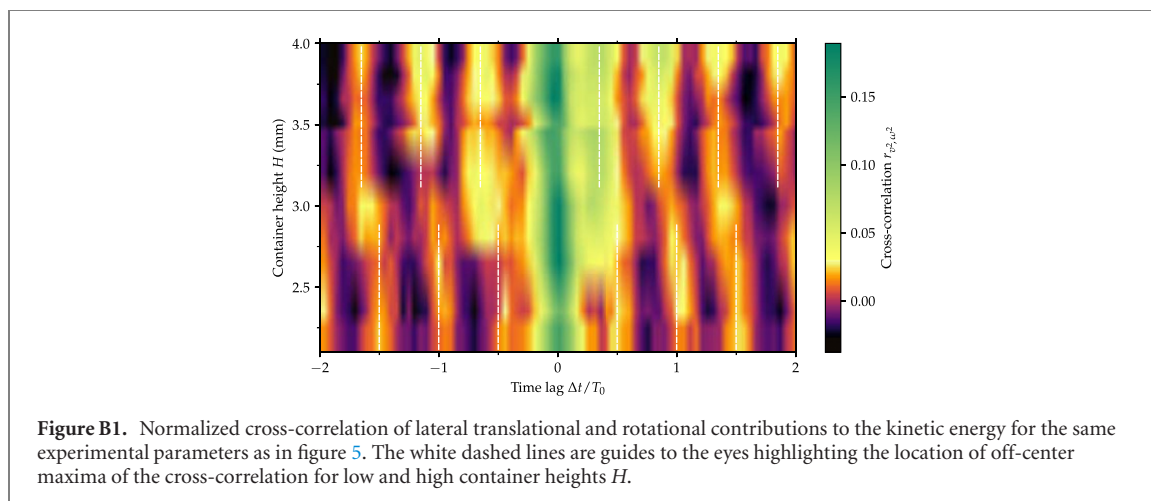 4.0
3.5
3.0
2.5
Container height H (mm)
−2
−1
0
1
2
Time lag Δt/T₀
0.15
0.10
0.05
0.00
Cross-correlation r_{v²,ω²}
Figure B1. Normalized cross-correlation of lateral translational and rotational contributions to the kinetic energy for the same
experimental parameters as in figure 5. The white dashed lines are guides to the eyes highlighting the location of off-center
maxima of the cross-correlation for low and high container heights H.